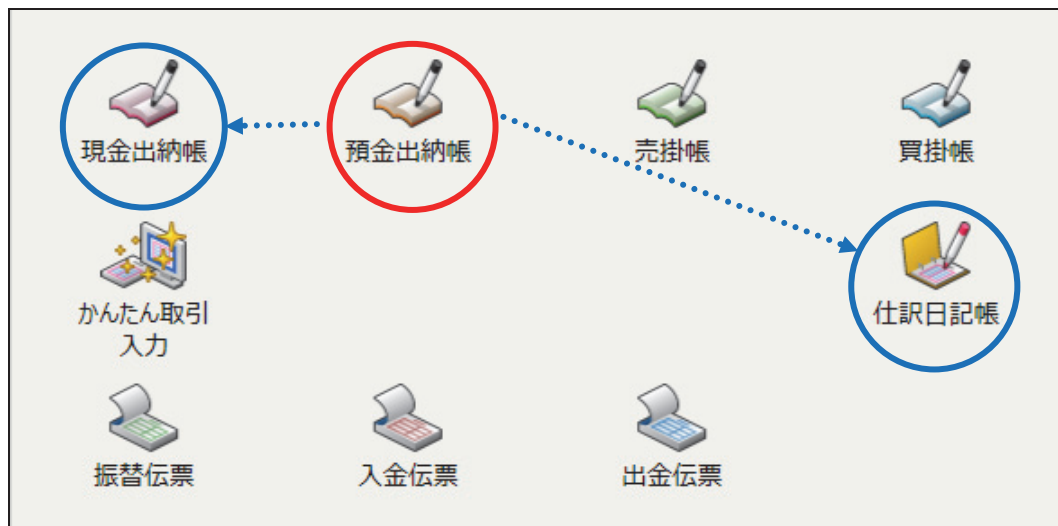 現金出納帳
預金出納帳
売掛帳
買掛帳
かんたん取引
入力
仕訳日記帳
振替伝票
入金伝票
出金伝票